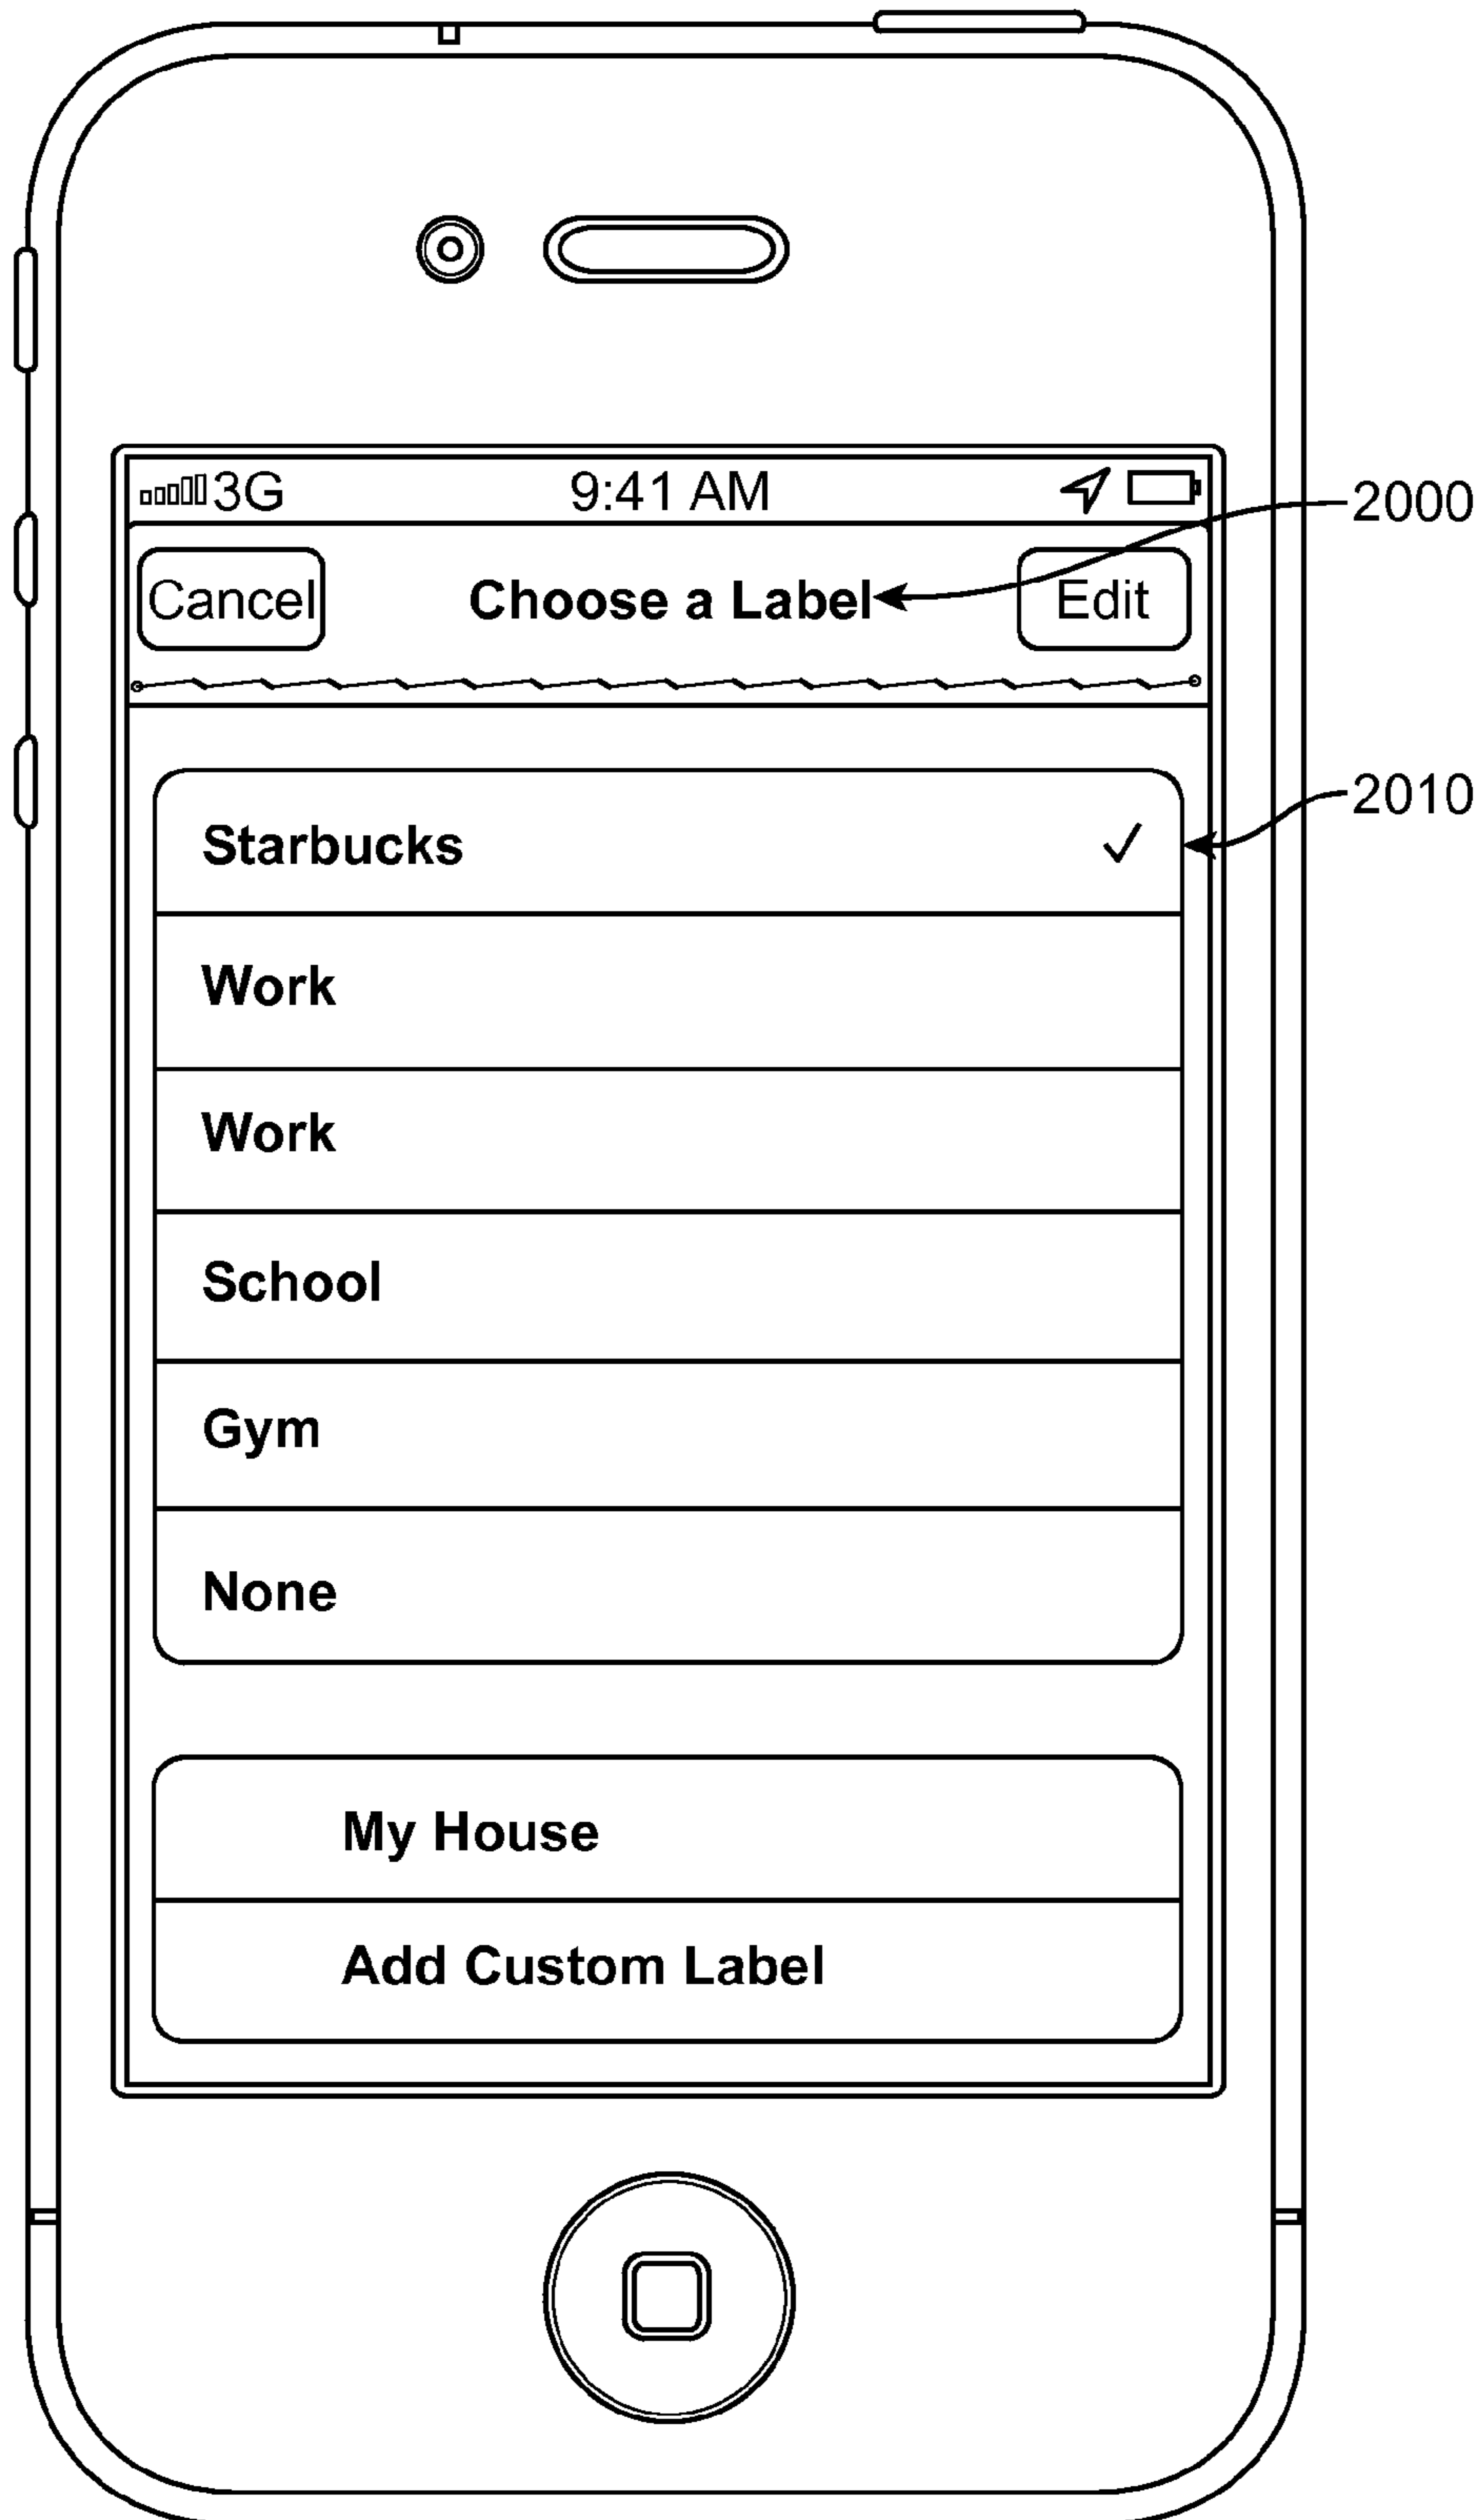 3G 9:41 AM
2000
Cancel Choose a Label Edit
2010
Starbucks
Work
Work
School
Gym
None
My House
Add Custom Label